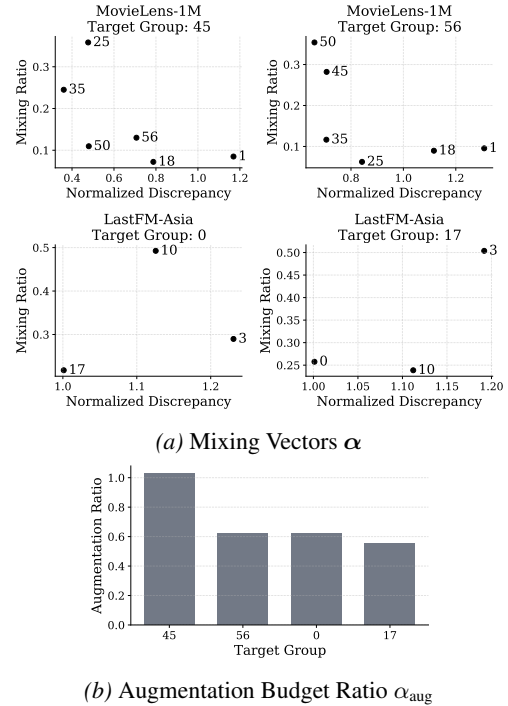 MovieLens-1M
Target Group: 45
Mixing Ratio
0.3
0.2
0.1
25
35
50
56
18
1
0.4 0.6 0.8 1.0 1.2
Normalized Discrepancy
MovieLens-1M
Target Group: 56
Mixing Ratio
0.3
0.2
0.1
50
45
35
25
18
1
0.8 1.0 1.2
Normalized Discrepancy
LastFM-Asia
Target Group: 0
Mixing Ratio
0.5
0.4
0.3
10
3
17
1.0 1.1 1.2
Normalized Discrepancy
LastFM-Asia
Target Group: 17
Mixing Ratio
0.50
0.45
0.40
0.35
0.30
0.25
3
0
10
1.00 1.05 1.10 1.15 1.20
Normalized Discrepancy
(a) Mixing Vectors α
Augmentation Ratio
1.0
0.8
0.6
0.4
0.2
0.0
45 56 0 17
Target Group
(b) Augmentation Budget Ratio α_aug